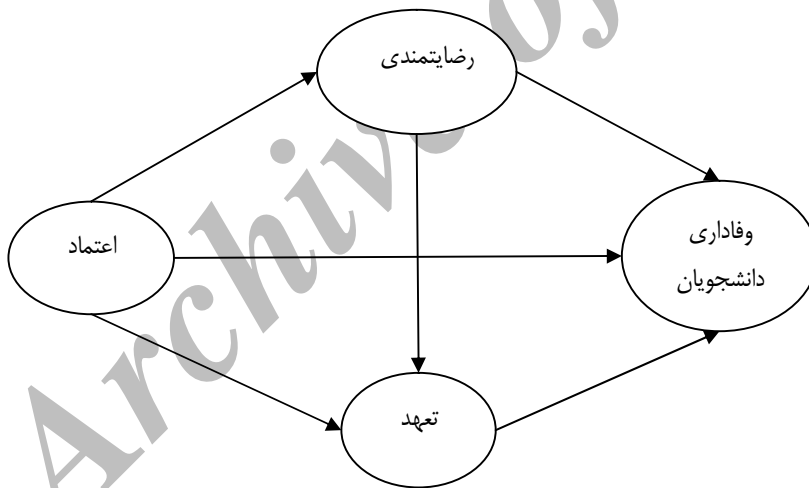 رضایتمندی
اعتماد
وفاداری
دانشجویان
تعهد
Archive of